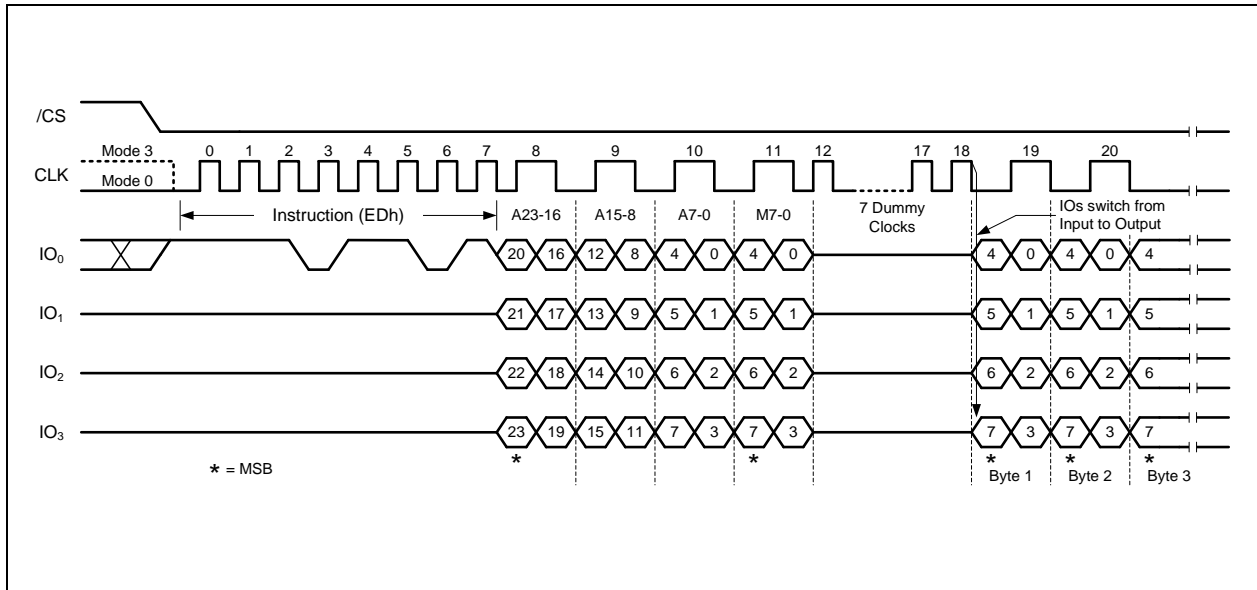 /CS
Mode 3
0 1 2 3 4 5 6 7 8 9 10 11 12 17 18 19 20
CLK
Mode 0
Instruction (EDh) A23-16 A15-8 A7-0 M7-0 7 Dummy Clocks IOs switch from Input to Output
IO0 20 16 12 8 4 0 4 0 4 0 4 0 4
IO1 21 17 13 9 5 1 5 1 5 1 5 1 5
IO2 22 18 14 10 6 2 6 2 6 2 6 2 6
IO3 23 19 15 11 7 3 7 3 7 3 7 3 7
* * * * *
* = MSB
Byte 1 Byte 2 Byte 3